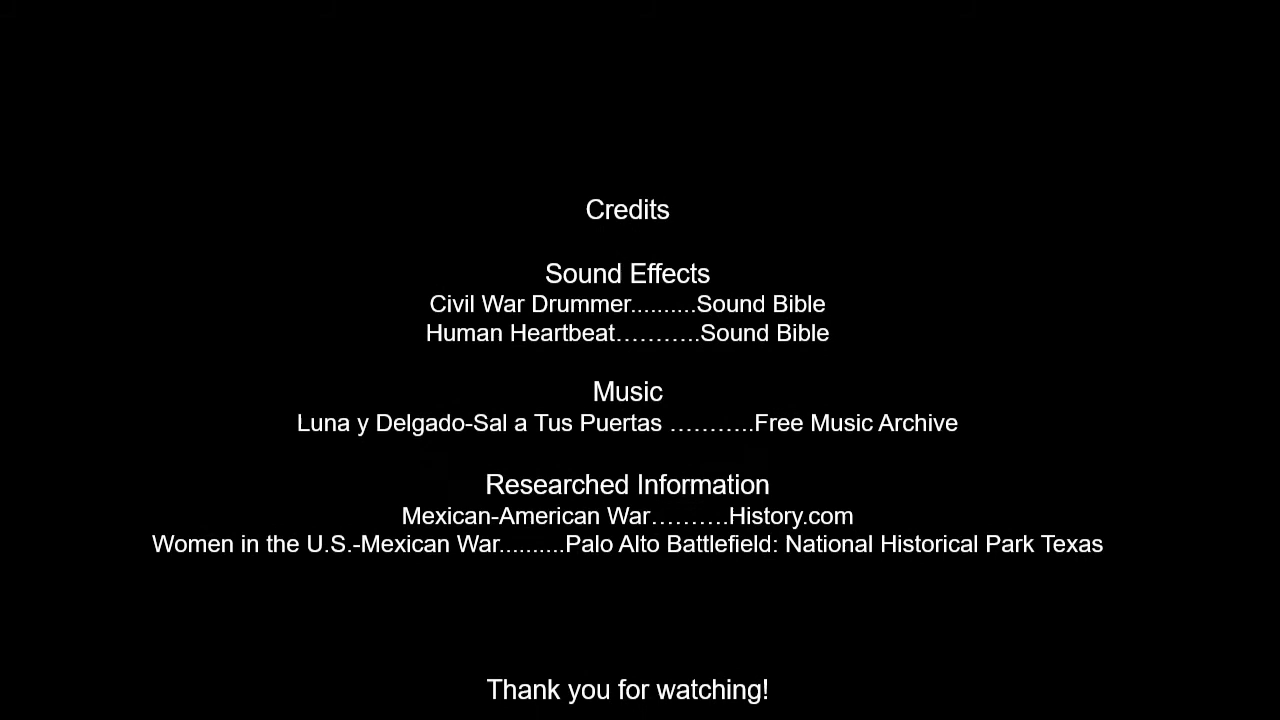 Credits
Sound Effects
Civil War Drummer..........Sound Bible
Human Heartbeat………..Sound Bible
Music
Luna y Delgado-Sal a Tus Puertas ………..Free Music Archive
Researched Information
Mexican-American War……….History.com
Women in the U.S.-Mexican War..........Palo Alto Battlefield: National Historical Park Texas
Thank you for watching!